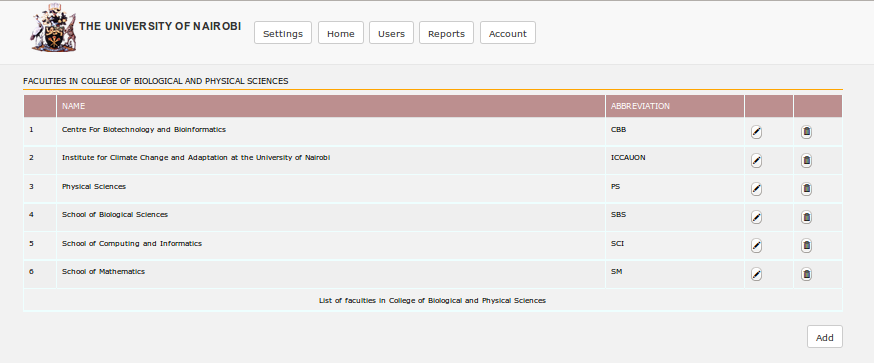 THE UNIVERSITY OF NAIROBI
Settings Home Users Reports Account
FACULTIES IN COLLEGE OF BIOLOGICAL AND PHYSICAL SCIENCES
NAME ABBREVIATION
1 Centre For Biotechnology and Bioinformatics CBB
2 Institute for Climate Change and Adaptation at the University of Nairobi ICCAUON
3 Physical Sciences PS
4 School of Biological Sciences SBS
5 School of Computing and Informatics SCI
6 School of Mathematics SM
List of faculties in College of Biological and Physical Sciences
Add